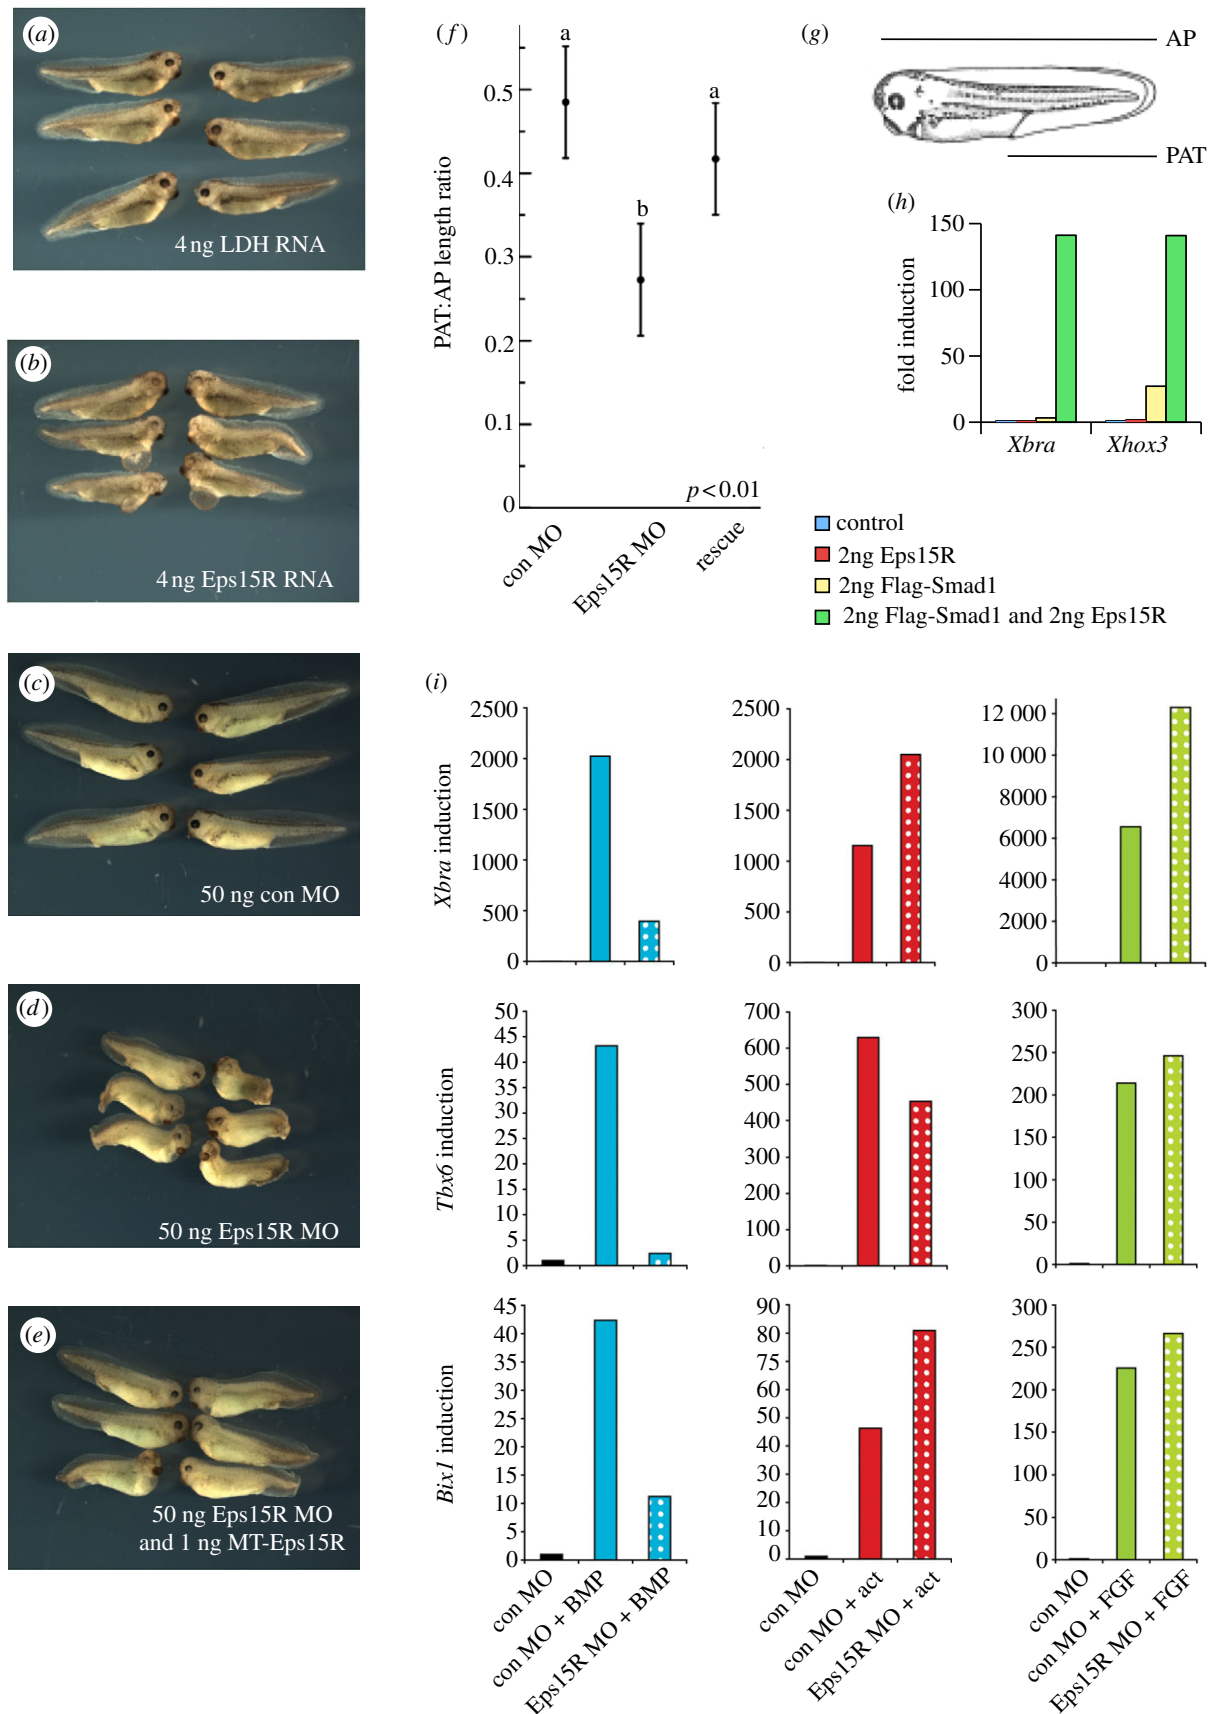 (a)
4 ng LDH RNA
(b)
4 ng Eps15R RNA
(c)
50 ng con MO
(d)
50 ng Eps15R MO
(e)
50 ng Eps15R MO
and 1 ng MT-Eps15R
(f)
PAT:AP length ratio
0.5
0.4
0.3
0.2
0.1
0
a
b
a
p < 0.01
con MO
Eps15R MO
rescue
(g)
AP
PAT
(h)
fold induction
150
100
50
0
Xbra
Xhox3
control
2ng Eps15R
2ng Flag-Smad1
2ng Flag-Smad1 and 2ng Eps15R
(i)
Xbra induction
2500
2000
1500
1000
500
0
2500
2000
1500
1000
500
0
12 000
10 000
8000
6000
4000
2000
0
Tbx6 induction
50
45
40
35
30
25
20
15
10
5
0
700
600
500
400
300
200
100
0
300
250
200
150
100
50
0
Bix1 induction
45
40
35
30
25
20
15
10
5
0
90
80
75
60
50
40
30
20
10
0
300
250
200
150
100
50
0
con MO
con MO + BMP
Eps15R MO + BMP
con MO
con MO + act
Eps15R MO + act
con MO
con MO + FGF
Eps15R MO + FGF